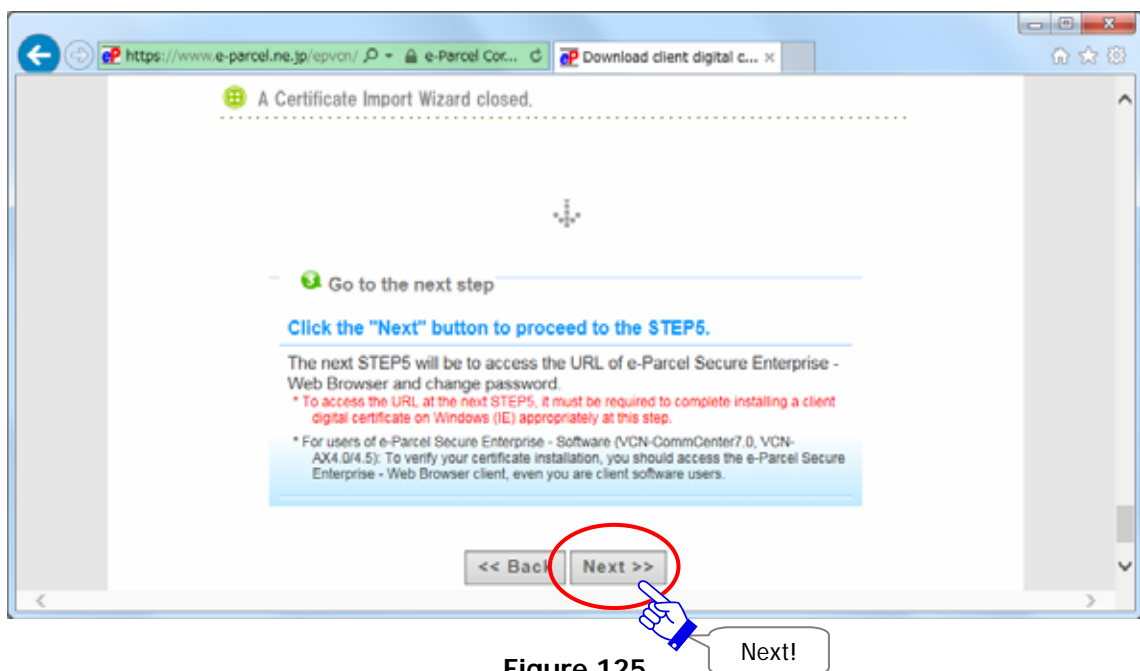 https://www.e-parcel.ne.jp/epvcn/
e-Parcel Cor...
eP Download client digital c...
A Certificate Import Wizard closed.
3 Go to the next step
Click the "Next" button to proceed to the STEP5.
The next STEP5 will be to access the URL of e-Parcel Secure Enterprise -
Web Browser and change password.
* To access the URL at the next STEP5, it must be required to complete installing a client
digital certificate on Windows (IE) appropriately at this step.
* For users of e-Parcel Secure Enterprise - Software (VCN-CommCenter7.0, VCN-
AX4.0/4.5): To verify your certificate installation, you should access the e-Parcel Secure
Enterprise - Web Browser client, even you are client software users.
<< Back
Next >>
Next!
Figure 125